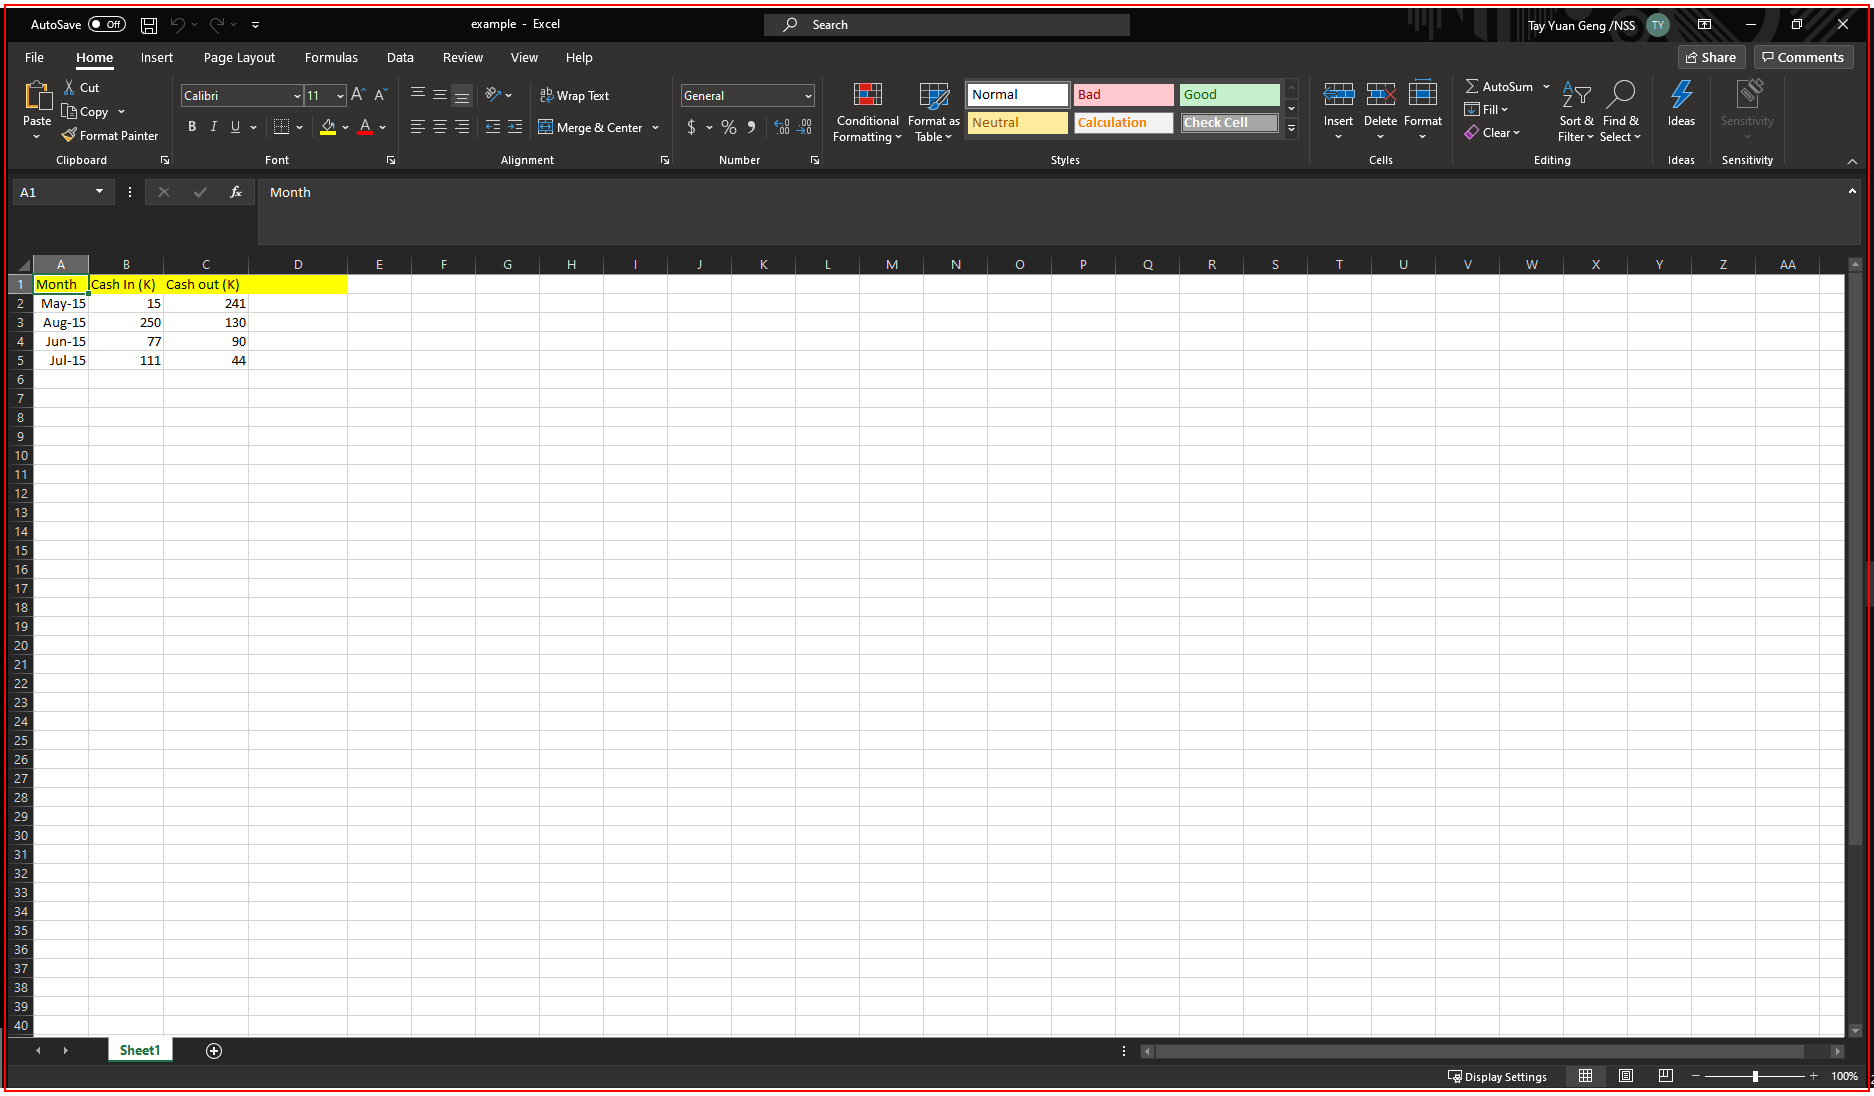 AutoSave Off example - Excel Search Tay Yuan Geng /NSS TY
File Home Insert Page Layout Formulas Data Review View Help Share Comments
Paste
Cut
Copy
Format Painter
Clipboard
Calibri 11 A A
B I U A
Font
ab Wrap Text
Merge & Center
Alignment
General
$ % 9 .00 .00
Number
Conditional Formatting
Format as Table
Normal Bad Good
Neutral Calculation Check Cell
Styles
Insert Delete Format
Cells
AutoSum
Fill
Clear
Sort & Filter
Find & Select
Editing
Ideas
Ideas
Sensitivity
Sensitivity
A1 fx Month
A B C D E F G H I J K L M N O P Q R S T U V W X Y Z AA
1 Month Cash In (K) Cash out (K)
2 May-15 15 241
3 Aug-15 250 130
4 Jun-15 77 90
5 Jul-15 111 44
6
7
8
9
10
11
12
13
14
15
16
17
18
19
20
21
22
23
24
25
26
27
28
29
30
31
32
33
34
35
36
37
38
39
40
Sheet1
Display Settings 100%